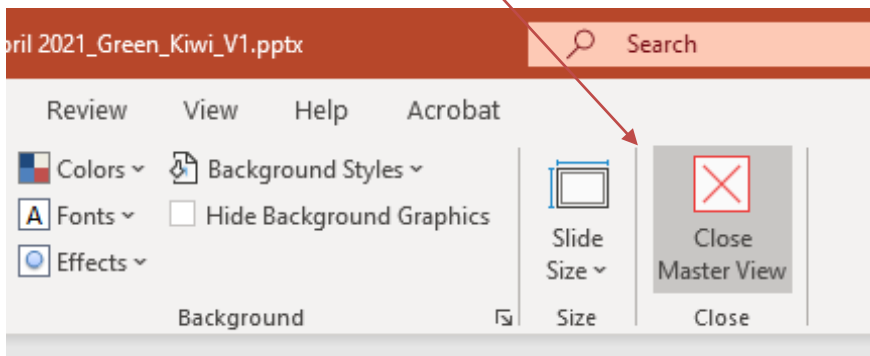 pril 2021_Green_Kiwi_V1.pptx
Search
Review View Help Acrobat
Colors Background Styles
A Fonts Hide Background Graphics
Effects
Slide
Size
Close
Master View
Background Size Close